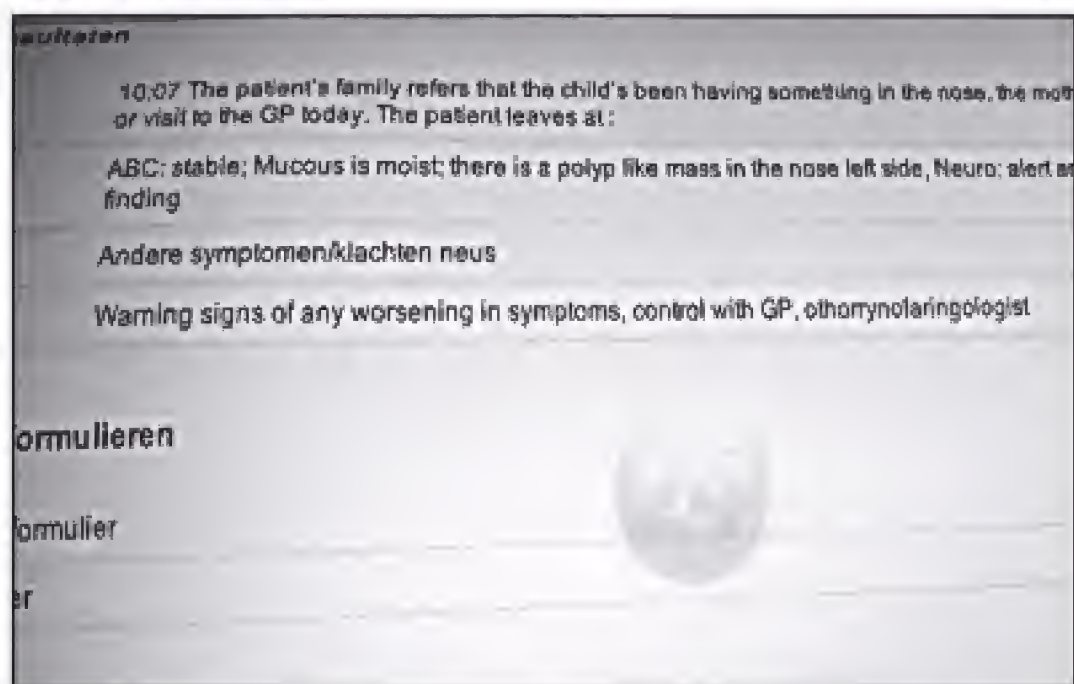 10:07 The patient's family refers that the child's been having something in the nose, the
or visit to the GP today. The patient leaves at:
ABC: stable; Mucous is moist; there is a polyp like mass in the nose left side, Neuro: alert
finding
Andere symptomen/klachten neus
Warning signs of any worsening in symptoms, control with GP, othorrynolaringologist
ormulieren
ormulier
er